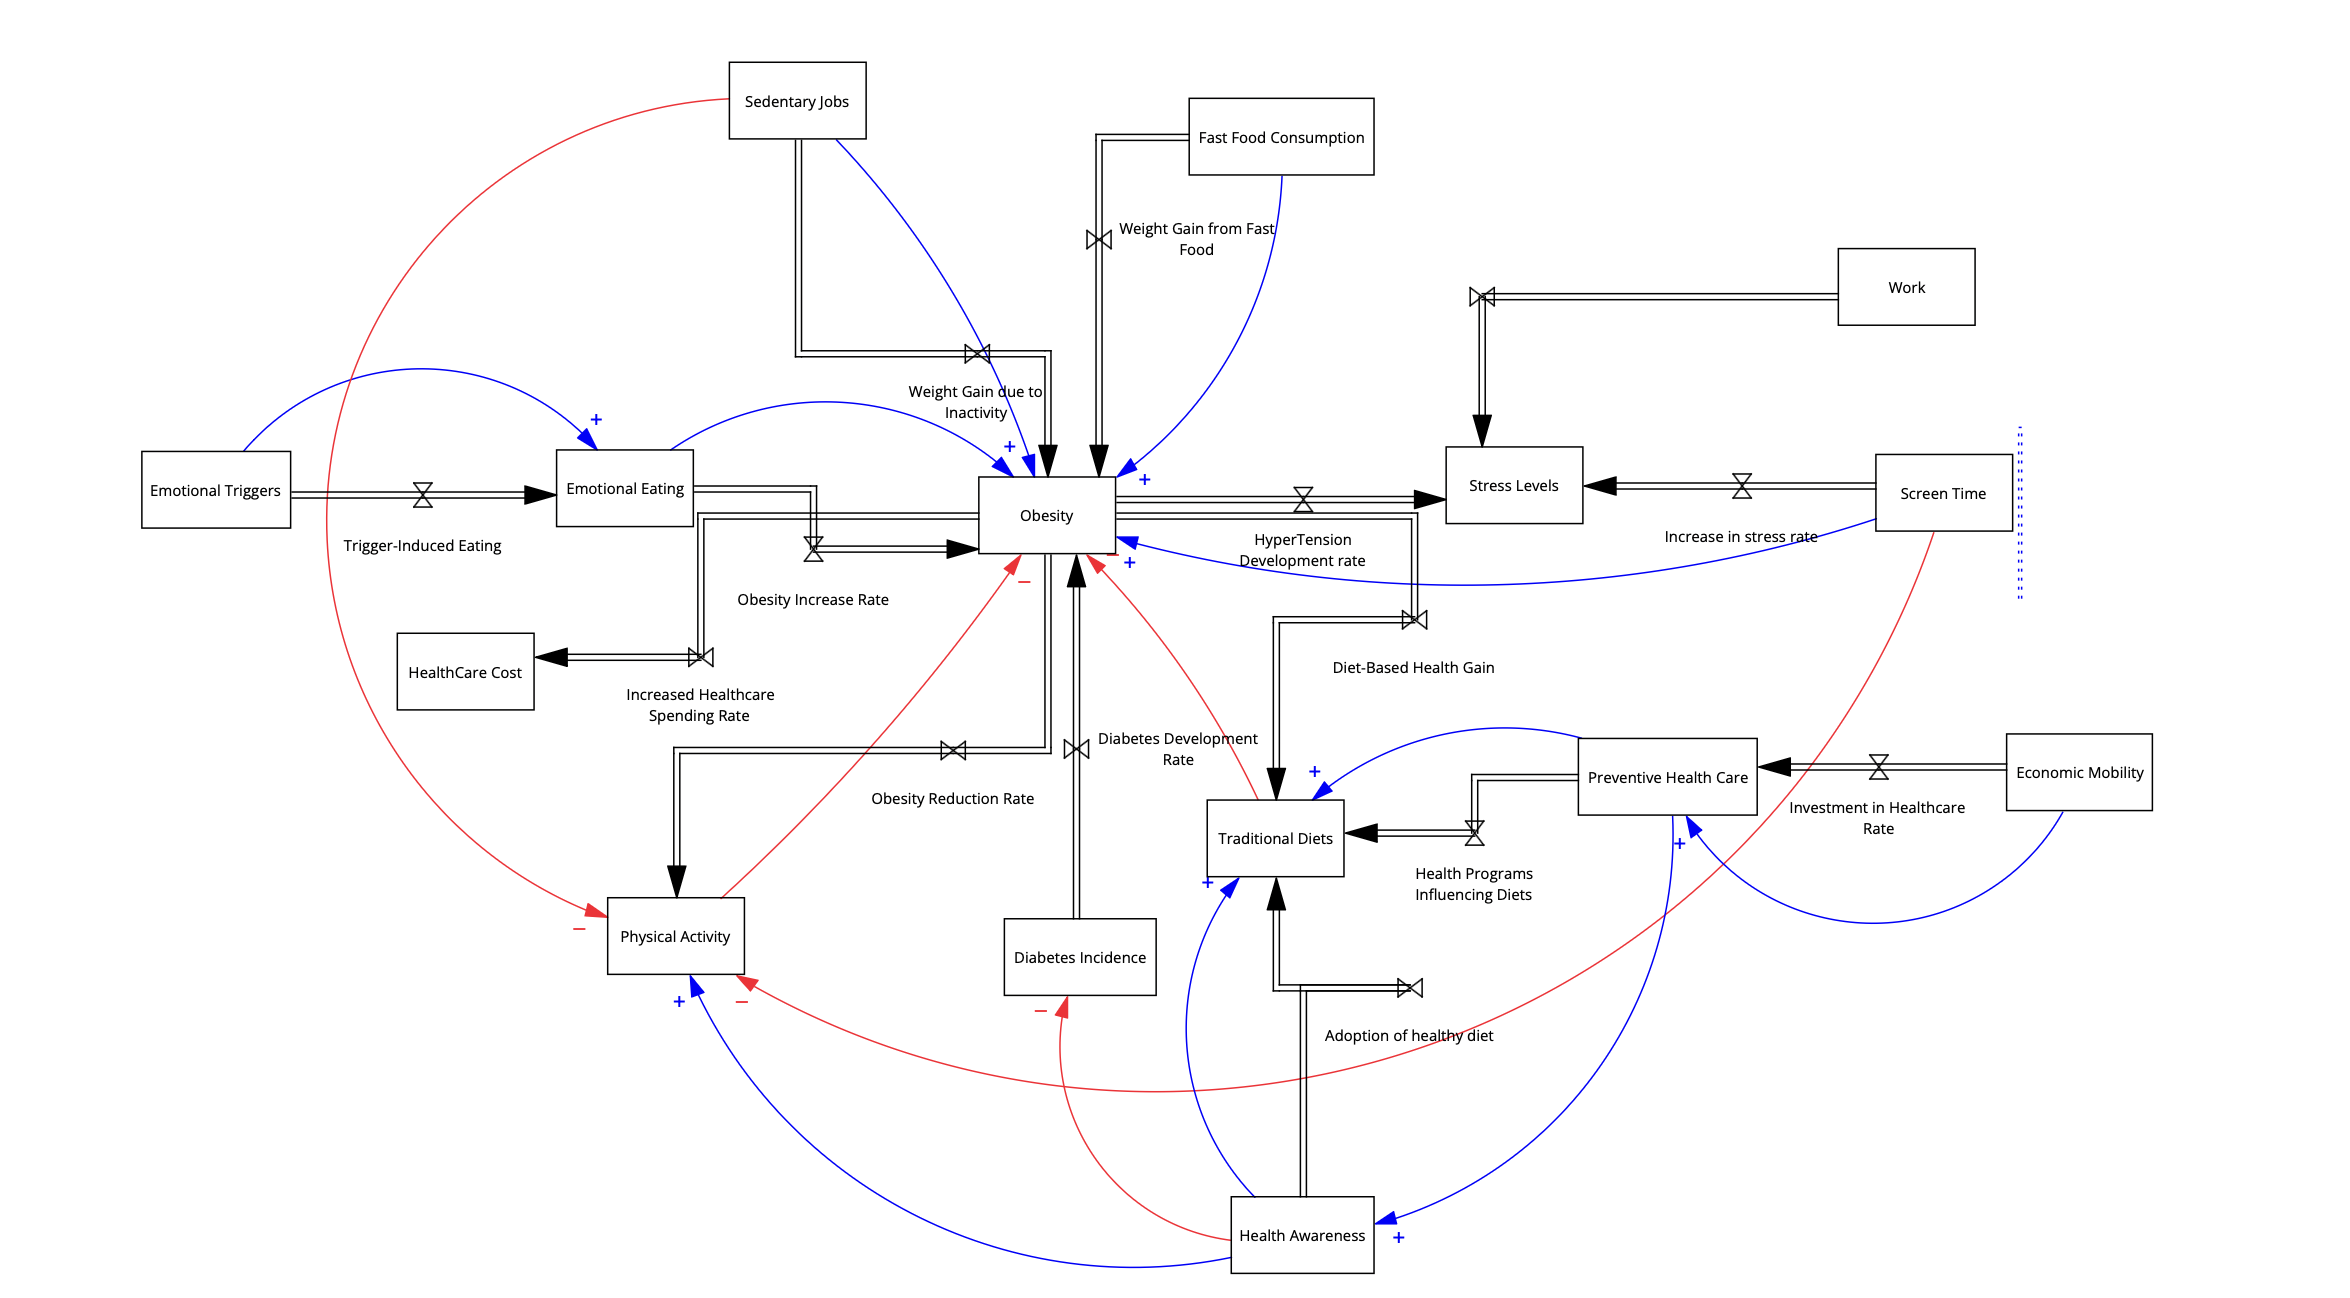 Sedentary Jobs
Fast Food Consumption
Weight Gain from Fast
Food
Work
Weight Gain due to
Inactivity
+
+
+
Emotional Triggers
Emotional Eating
Obesity
Stress Levels
Screen Time
Trigger-Induced Eating
HyperTension
Development rate
Increase in stress rate
–
+
–
Obesity Increase Rate
HealthCare Cost
Increased Healthcare
Spending Rate
Diet-Based Health Gain
Diabetes Development
Rate
Obesity Reduction Rate
+
Preventive Health Care
Economic Mobility
Investment in Healthcare
Rate
+
Traditional Diets
Health Programs
Influencing Diets
+
Physical Activity
–
Diabetes Incidence
+
–
–
Adoption of healthy diet
Health Awareness
+